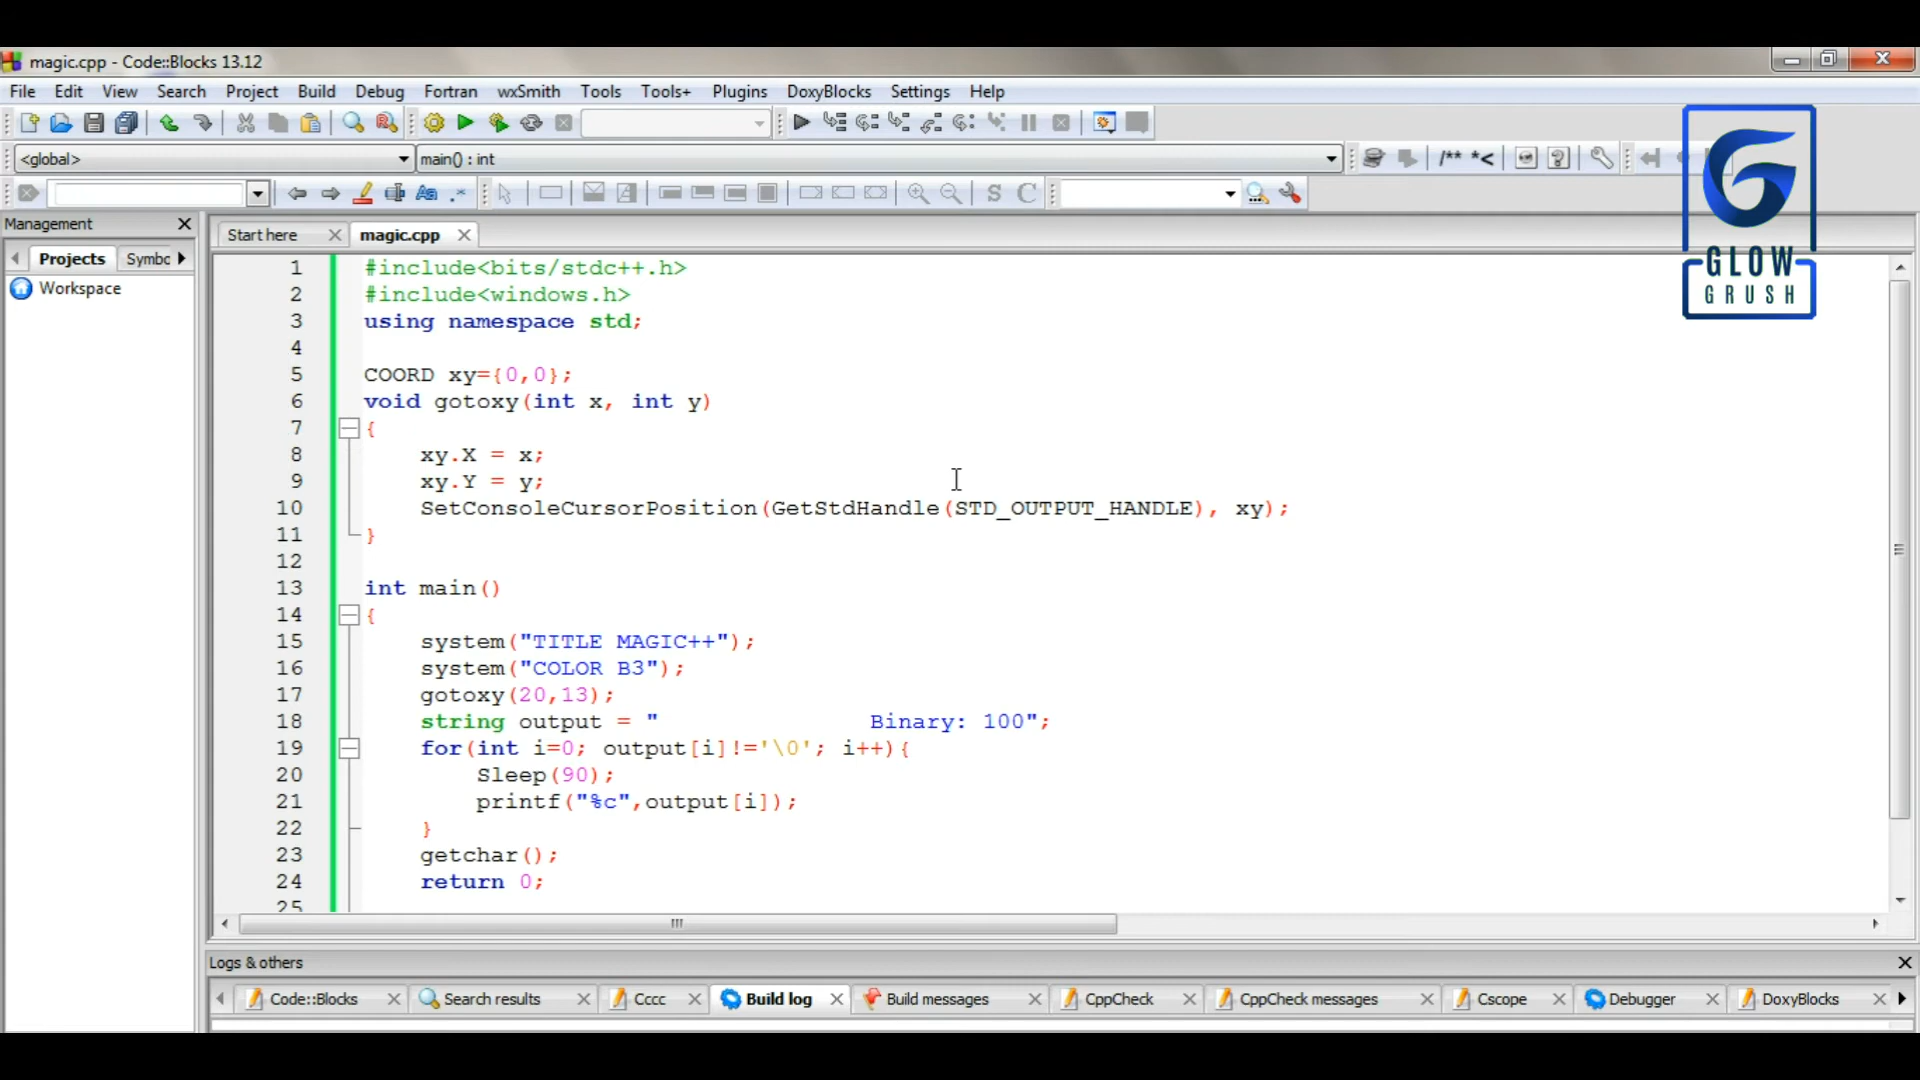 magic.cpp - Code::Blocks 13.12
File Edit View Search Project Build Debug Fortran wxSmith Tools Tools+ Plugins DoxyBlocks Settings Help
<global>
main() : int
/** *<
S C
GLOW
GRUSH
Management
Projects Symbc
Workspace
Start here
magic.cpp
1 #include<bits/stdc++.h>
2 #include<windows.h>
3 using namespace std;
4
5 COORD xy={0,0};
6 void gotoxy(int x, int y)
7 {
8     xy.X = x;
9     xy.Y = y;
10     SetConsoleCursorPosition(GetStdHandle(STD_OUTPUT_HANDLE), xy);
11 }
12
13 int main()
14 {
15     system("TITLE MAGIC++");
16     system("COLOR B3");
17     gotoxy(20,13);
18     string output = "               Binary: 100";
19     for(int i=0; output[i]!='\0'; i++){
20         Sleep(90);
21         printf("%c",output[i]);
22     }
23     getchar();
24     return 0;
25
Logs & others
Code::Blocks Search results Cccc Build log Build messages CppCheck CppCheck messages Cscope Debugger DoxyBlocks